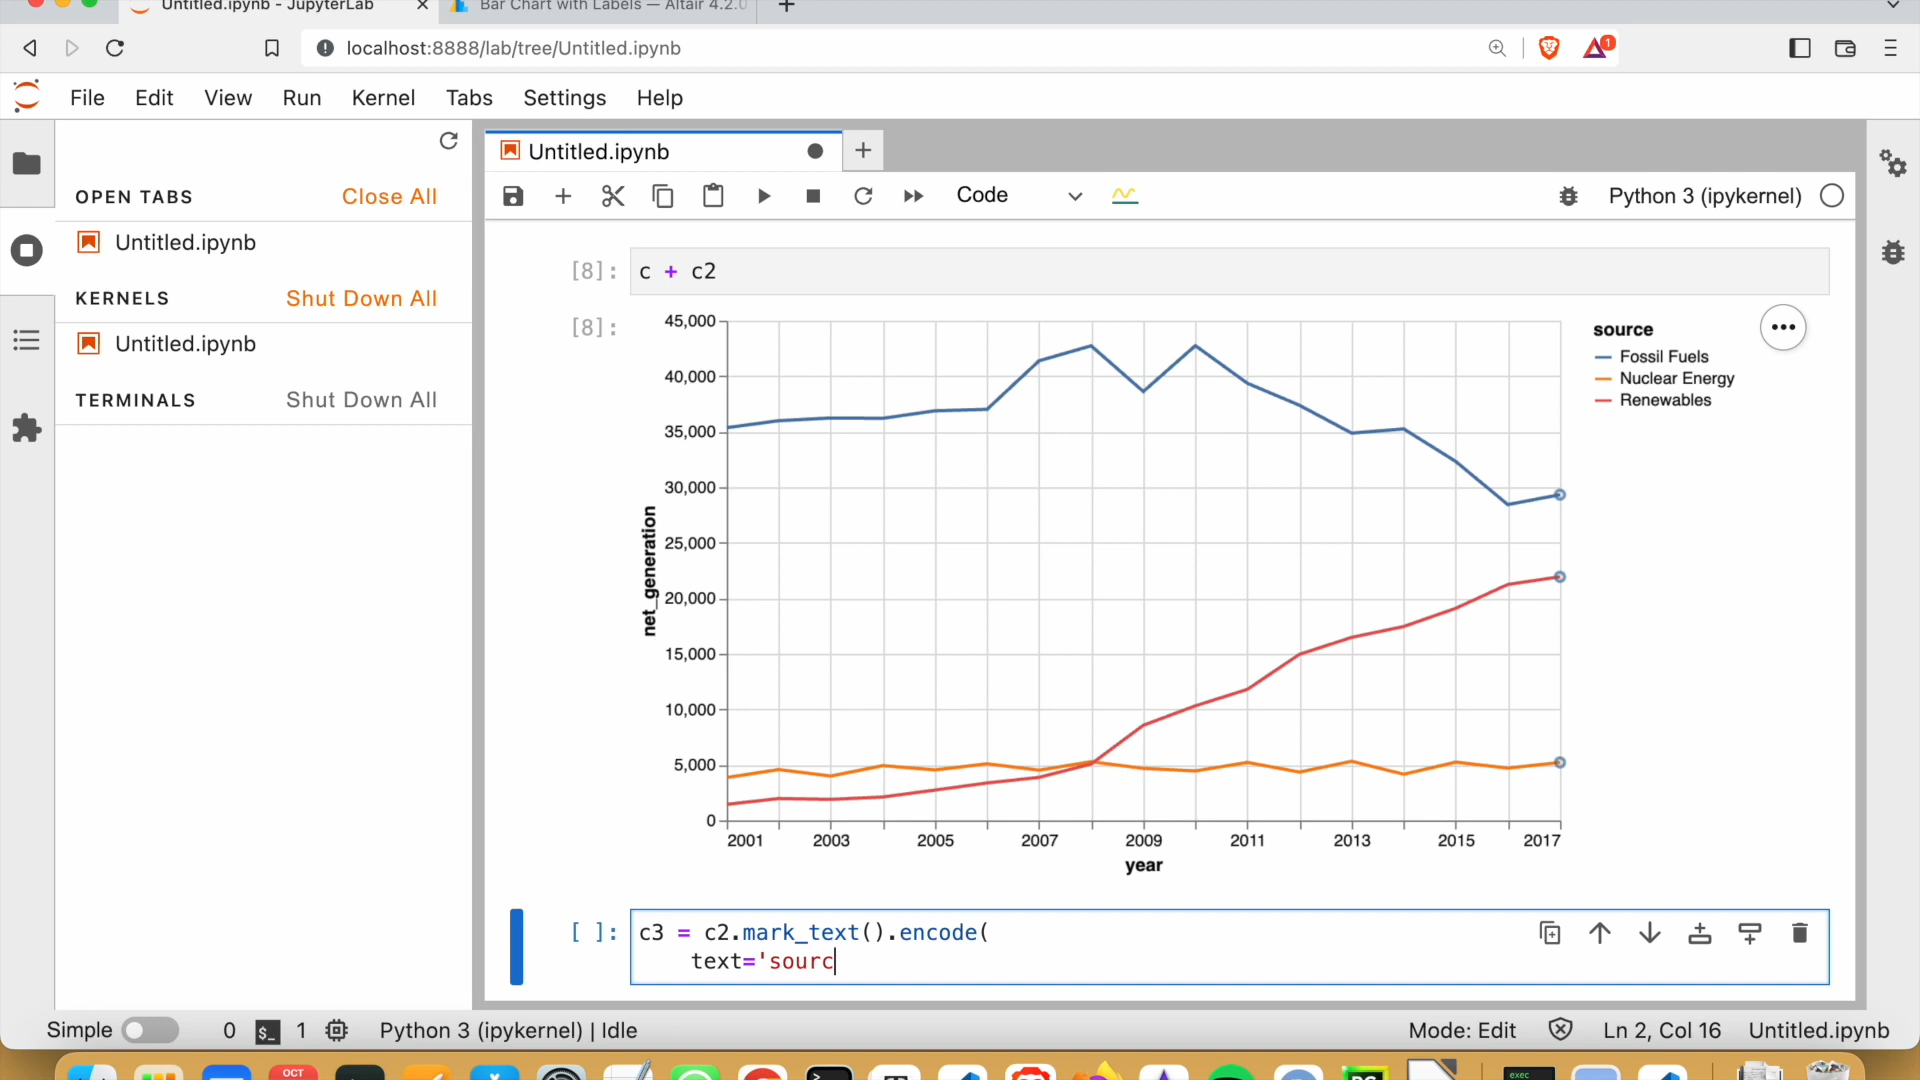 Untitled.ipynb - JupyterLab
Bar Chart with Labels — Altair 4.2.0
localhost:8888/lab/tree/Untitled.ipynb
1
File Edit View Run Kernel Tabs Settings Help
OPEN TABS Close All
Untitled.ipynb
KERNELS Shut Down All
Untitled.ipynb
TERMINALS Shut Down All
Untitled.ipynb
Code
Python 3 (ipykernel)
[8]: c + c2
[8]:
45,000
40,000
35,000
30,000
25,000
20,000
15,000
10,000
5,000
0
net_generation
2001 2003 2005 2007 2009 2011 2013 2015 2017
year
source
Fossil Fuels
Nuclear Energy
Renewables
[ ]: c3 = c2.mark_text().encode(
text='sourc
Simple 0 $_ 1 Python 3 (ipykernel) | Idle Mode: Edit Ln 2, Col 16 Untitled.ipynb
OCT
exec